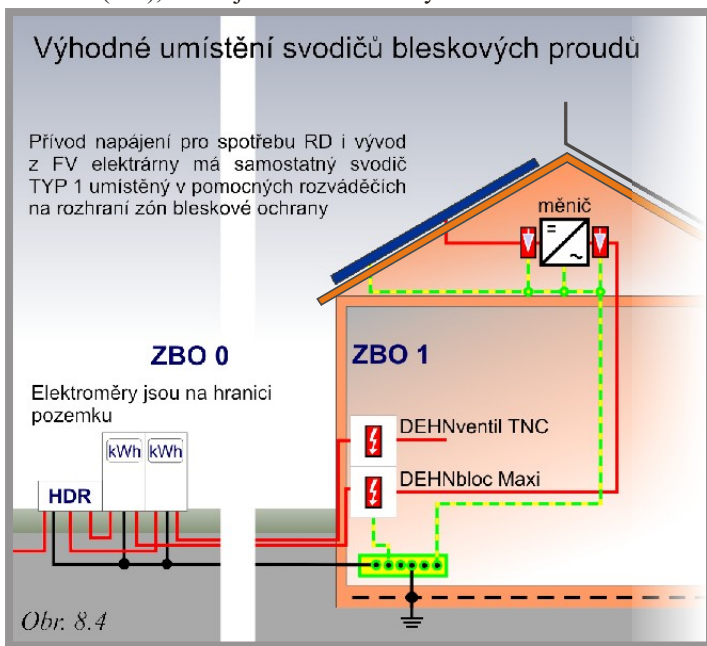 Výhodné umístění svodičů bleskových proudů
Přívod napájení pro spotřebu RD i vývod
z FV elektrárny má samostatný svodič
TYP 1 umístěný v pomocných rozváděčích
na rozhraní zón bleskové ochrany
měnič
=
~
ZBO 0
ZBO 1
Elektroměry jsou na hranici
pozemku
kWh kWh
HDR
DEHNventil TNC
DEHNbloc Maxi
Obr. 8.4